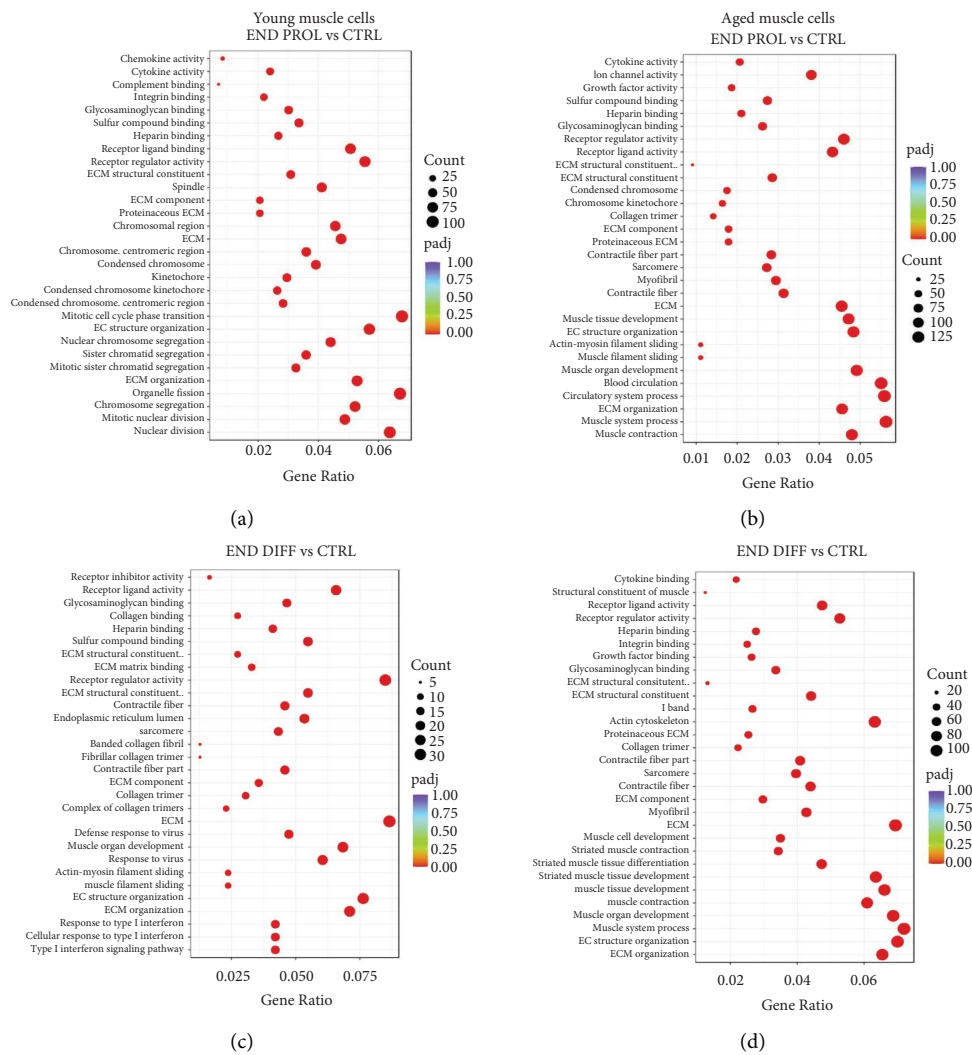 Young muscle cells
END PROL vs CTRL
Chemokine activity
Cytokine activity
Complement binding
Integrin binding
Glycosaminoglycan binding
Sulfur compound binding
Heparin binding
Receptor ligand binding
Receptor regulator activity
ECM structural constituent
Spindle
ECM component
Proteinaceous ECM
Chromosomal region
ECM
Chromosome. centromeric region
Condensed chromosome
Kinetochore
Condensed chromosome kinetochore
Condensed chromosome. centromeric region
Mitotic cell cycle phase transition
EC structure organization
Nuclear chromosome segregation
Sister chromatid segregation
Mitotic sister chromatid segregation
ECM organization
Organelle fission
Chromosome segregation
Mitotic nuclear division
Nuclear division
0.02 0.04 0.06
Gene Ratio
Count
25
50
75
100
padj
1.00
0.75
0.50
0.25
0.00
(a)
Aged muscle cells
END PROL vs CTRL
Cytokine activity
Ion channel activity
Growth factor activity
Sulfur compound binding
Heparin binding
Glycosaminoglycan binding
Receptor regulator activity
Receptor ligand activity
ECM structural constituent..
ECM structural constituent
Condensed chromosome
Chromosome kinetochore
Collagen trimer
ECM component
Proteinaceous ECM
Contractile fiber part
Sarcomere
Myofibril
Contractile fiber
ECM
Muscle tissue development
EC structure organization
Actin-myosin filament sliding
Muscle filament sliding
Muscle organ development
Blood circulation
Circulatory system process
ECM organization
Muscle system process
Muscle contraction
0.01 0.02 0.03 0.04 0.05
Gene Ratio
padj
1.00
0.75
0.50
0.25
0.00
Count
25
50
75
100
125
(b)
END DIFF vs CTRL
Receptor inhibitor activity
Receptor ligand activity
Glycosaminoglycan binding
Collagen binding
Heparin binding
Sulfur compound binding
ECM structural constituent..
ECM matrix binding
Receptor regulator activity
ECM structural constituent..
Contractile fiber
Endoplasmic reticulum lumen
sarcomere
Banded collagen fibril
Fibrillar collagen trimer
Contractile fiber part
ECM component
Collagen trimer
Complex of collagen trimers
ECM
Defense response to virus
Muscle organ development
Response to virus
Actin-myosin filament sliding
muscle filament sliding
EC structure organization
ECM organization
Response to type I interferon
Cellular response to type I interferon
Type I interferon signaling pathway
0.025 0.050 0.075
Gene Ratio
Count
5
10
15
20
25
30
padj
1.00
0.75
0.50
0.25
0.00
(c)
END DIFF vs CTRL
Cytokine binding
Structural constituent of muscle
Receptor ligand activity
Receptor regulator activity
Heparin binding
Integrin binding
Growth factor binding
Glycosaminoglycan binding
ECM structural consitutent..
ECM structural constituent
I band
Actin cytoskeleton
Proteinaceous ECM
Collagen trimer
Contractile fiber part
Sarcomere
Contractile fiber
ECM component
Myofibril
ECM
Muscle cell development
Striated muscle contraction
Striated muscle tissue differentiation
Striated muscle tissue development
muscle tissue development
muscle contraction
Muscle organ development
Muscle system process
EC structure organization
ECM organization
0.02 0.04 0.06
Gene Ratio
Count
20
40
60
80
100
padj
1.00
0.75
0.50
0.25
0.00
(d)